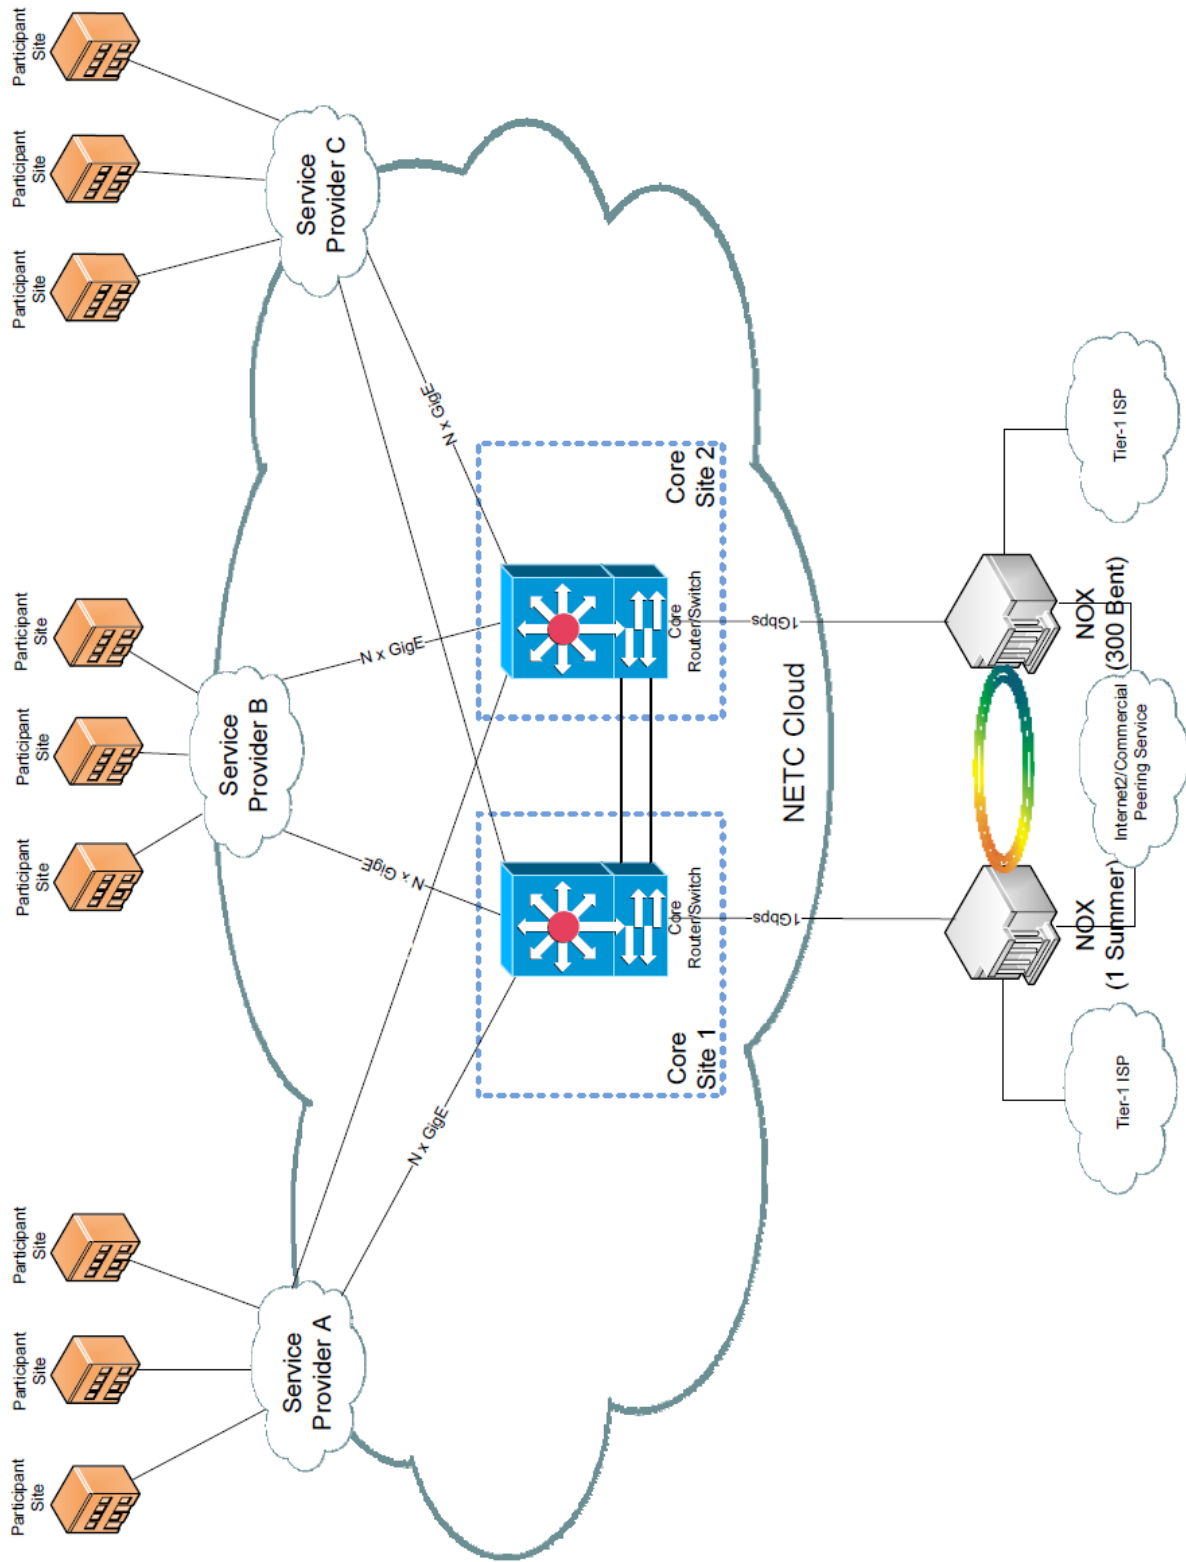 Participant
Site
Participant
Site
Participant
Site
Participant
Site
Participant
Site
Participant
Site
Participant
Site
Participant
Site
Participant
Site
Service
Provider A
Service
Provider B
Service
Provider C
N x GigE
N x GigE
N x GigE
N x GigE
Core
Site 1
Core
Router/Switch
Core
Router/Switch
Core
Site 2
1Gbps
1Gbps
NETC Cloud
NOX
(1 Summer)
NOX
(300 Bent)
Tier-1 ISP
Internet2/Commercial
Peering Service
Tier-1 ISP